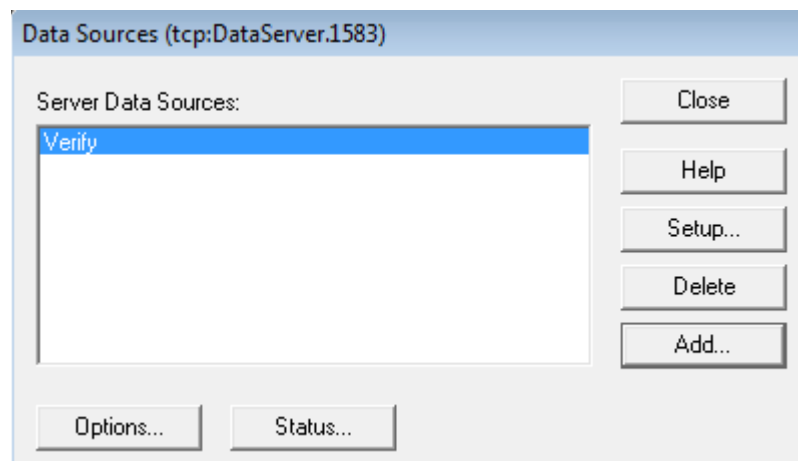 Data Sources (tcp:DataServer.1583)
Server Data Sources:
Verify
Close
Help
Setup...
Delete
Add...
Options...
Status...